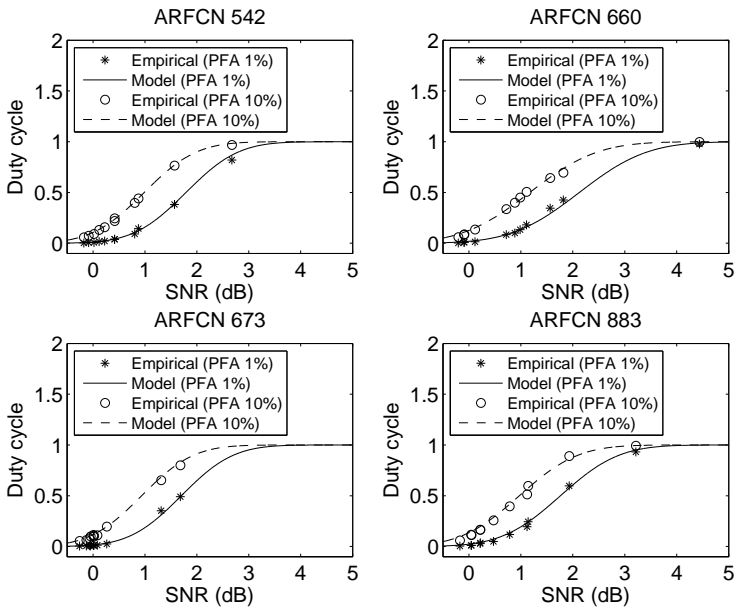 ARFCN 542
2
1.5
1
0.5
0
Duty cycle
Empirical (PFA 1%)
Model (PFA 1%)
Empirical (PFA 10%)
Model (PFA 10%)
0 1 2 3 4 5
SNR (dB)
ARFCN 660
2
1.5
1
0.5
0
Duty cycle
Empirical (PFA 1%)
Model (PFA 1%)
Empirical (PFA 10%)
Model (PFA 10%)
0 1 2 3 4 5
SNR (dB)
ARFCN 673
2
1.5
1
0.5
0
Duty cycle
Empirical (PFA 1%)
Model (PFA 1%)
Empirical (PFA 10%)
Model (PFA 10%)
0 1 2 3 4 5
SNR (dB)
ARFCN 883
2
1.5
1
0.5
0
Duty cycle
Empirical (PFA 1%)
Model (PFA 1%)
Empirical (PFA 10%)
Model (PFA 10%)
0 1 2 3 4 5
SNR (dB)